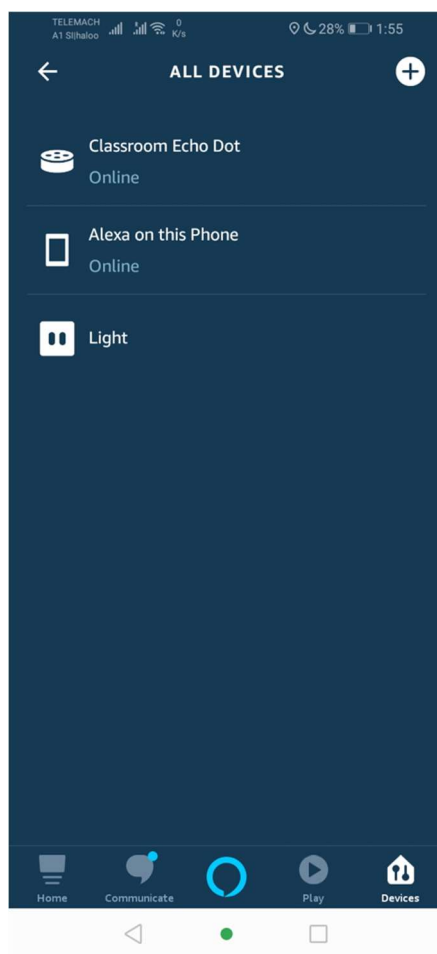 TELEMACH
A1 SI|haloo
0
K/s
28%
1:55
ALL DEVICES
Classroom Echo Dot
Online
Alexa on this Phone
Online
Light
Home
Communicate
Play
Devices